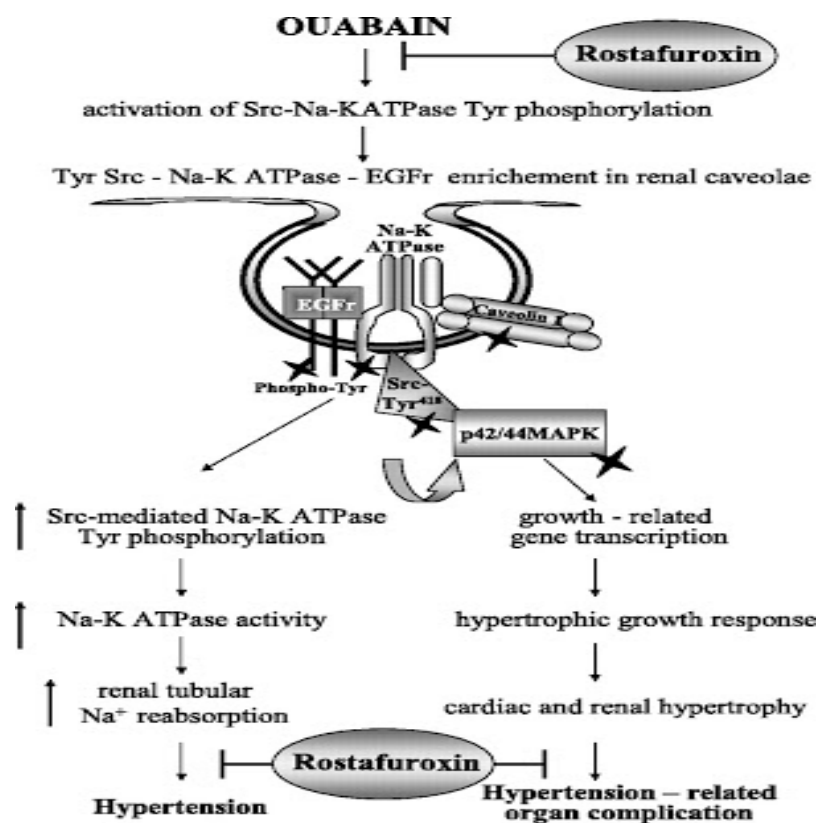 OUABAIN
Rostafuroxin
activation of Src-Na-KATPase Tyr phosphorylation
Tyr Src - Na-K ATPase - EGFr enrichement in renal caveolae
Na-K
ATPase
EGFr
Caveolin 1
Phospho-Tyr
Src-
Tyr418
p42/44MAPK
Src-mediated Na-K ATPase
Tyr phosphorylation
growth - related
gene transcription
Na-K ATPase activity
hypertrophic growth response
renal tubular
Na+ reabsorption
cardiac and renal hypertrophy
Rostafuroxin
Hypertension
Hypertension – related
organ complication